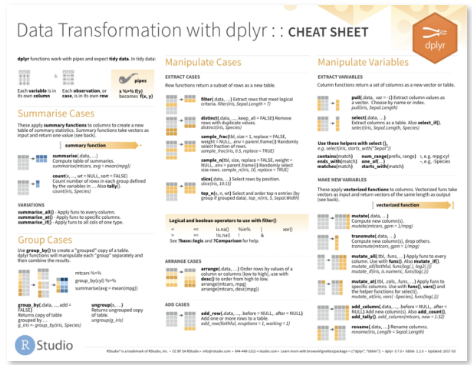 Data Transformation with dplyr : : CHEAT SHEET
dplyr
dplyr functions work with pipes and expect tidy data. In tidy data:
pipes
Each variable is in its own column
Each observation, or case, is in its own row
x %>% f(y)
becomes f(x, y)
Summarise Cases
These apply summary functions to columns to create a new
table of summary statistics. Summary functions take vectors as
input and return one value (see back).
summary function
summarise(.data, …)
Compute table of summaries.
summarise(mtcars, avg = mean(mpg))
count(x, ..., wt = NULL, sort = FALSE)
Count number of rows in each group defined
by the variables in … Also tally().
count(iris, Species)
VARIATIONS
summarise_all() - Apply funs to every column.
summarise_at() - Apply funs to specific columns.
summarise_if() - Apply funs to all cols of one type.
Group Cases
Use group_by() to create a "grouped" copy of a table.
dplyr functions will manipulate each "group" separately and
then combine the results.
mtcars %>%
group_by(cyl) %>%
summarise(avg = mean(mpg))
group_by(.data, ..., add =
FALSE)
Returns copy of table
grouped by …
g_iris <- group_by(iris, Species)
ungroup(x, …)
Returns ungrouped copy
of table.
ungroup(g_iris)
Manipulate Cases
EXTRACT CASES
Row functions return a subset of rows as a new table.
filter(.data, …) Extract rows that meet logical
criteria. filter(iris, Sepal.Length > 7)
distinct(.data, ..., .keep_all = FALSE) Remove
rows with duplicate values.
distinct(iris, Species)
sample_frac(tbl, size = 1, replace = FALSE,
weight = NULL, .env = parent.frame()) Randomly
select fraction of rows.
sample_frac(iris, 0.5, replace = TRUE)
sample_n(tbl, size, replace = FALSE, weight =
NULL, .env = parent.frame()) Randomly select
size rows. sample_n(iris, 10, replace = TRUE)
slice(.data, …) Select rows by position.
slice(iris, 10:15)
top_n(x, n, wt) Select and order top n entries (by
group if grouped data). top_n(iris, 5, Sepal.Width)
Logical and boolean operators to use with filter()
See ?base::logic and ?Comparison for help.
ARRANGE CASES
arrange(.data, …) Order rows by values of a
column or columns (low to high), use with
desc() to order from high to low.
arrange(mtcars, mpg)
arrange(mtcars, desc(mpg))
ADD CASES
add_row(.data, ..., .before = NULL, .after = NULL)
Add one or more rows to a table.
add_row(faithful, eruptions = 1, waiting = 1)
Manipulate Variables
EXTRACT VARIABLES
Column functions return a set of columns as a new vector or table.
pull(.data, var = -1) Extract column values as
a vector. Choose by name or index.
pull(iris, Sepal.Length)
select(.data, …)
Extract columns as a table. Also select_if().
select(iris, Sepal.Length, Species)
Use these helpers with select(),
e.g. select(iris, starts_with("Sepal"))
contains(match) num_range(prefix, range) :, e.g. mpg:cyl
ends_with(match) one_of(…) -, e.g, -Species
matches(match) starts_with(match)
MAKE NEW VARIABLES
These apply vectorized functions to columns. Vectorized funs take
vectors as input and return vectors of the same length as output
(see back).
vectorized function
mutate(.data, …)
Compute new column(s).
mutate(mtcars, gpm = 1/mpg)
transmute(.data, …)
Compute new column(s), drop others.
transmute(mtcars, gpm = 1/mpg)
mutate_all(.tbl, .funs, …) Apply funs to every
column. Use with funs(). Also mutate_if().
mutate_at(.tbl, .cols, .funs, …) Apply funs to
specific columns. Use with funs(), vars() and
the helper functions for select().
add_column(.data, ..., .before = NULL, .after =
NULL) Add new column(s). Also add_count(),
add_tally(). add_column(mtcars, new = 1:32)
rename(.data, …) Rename columns.
rename(iris, Length = Sepal.Length)
R Studio